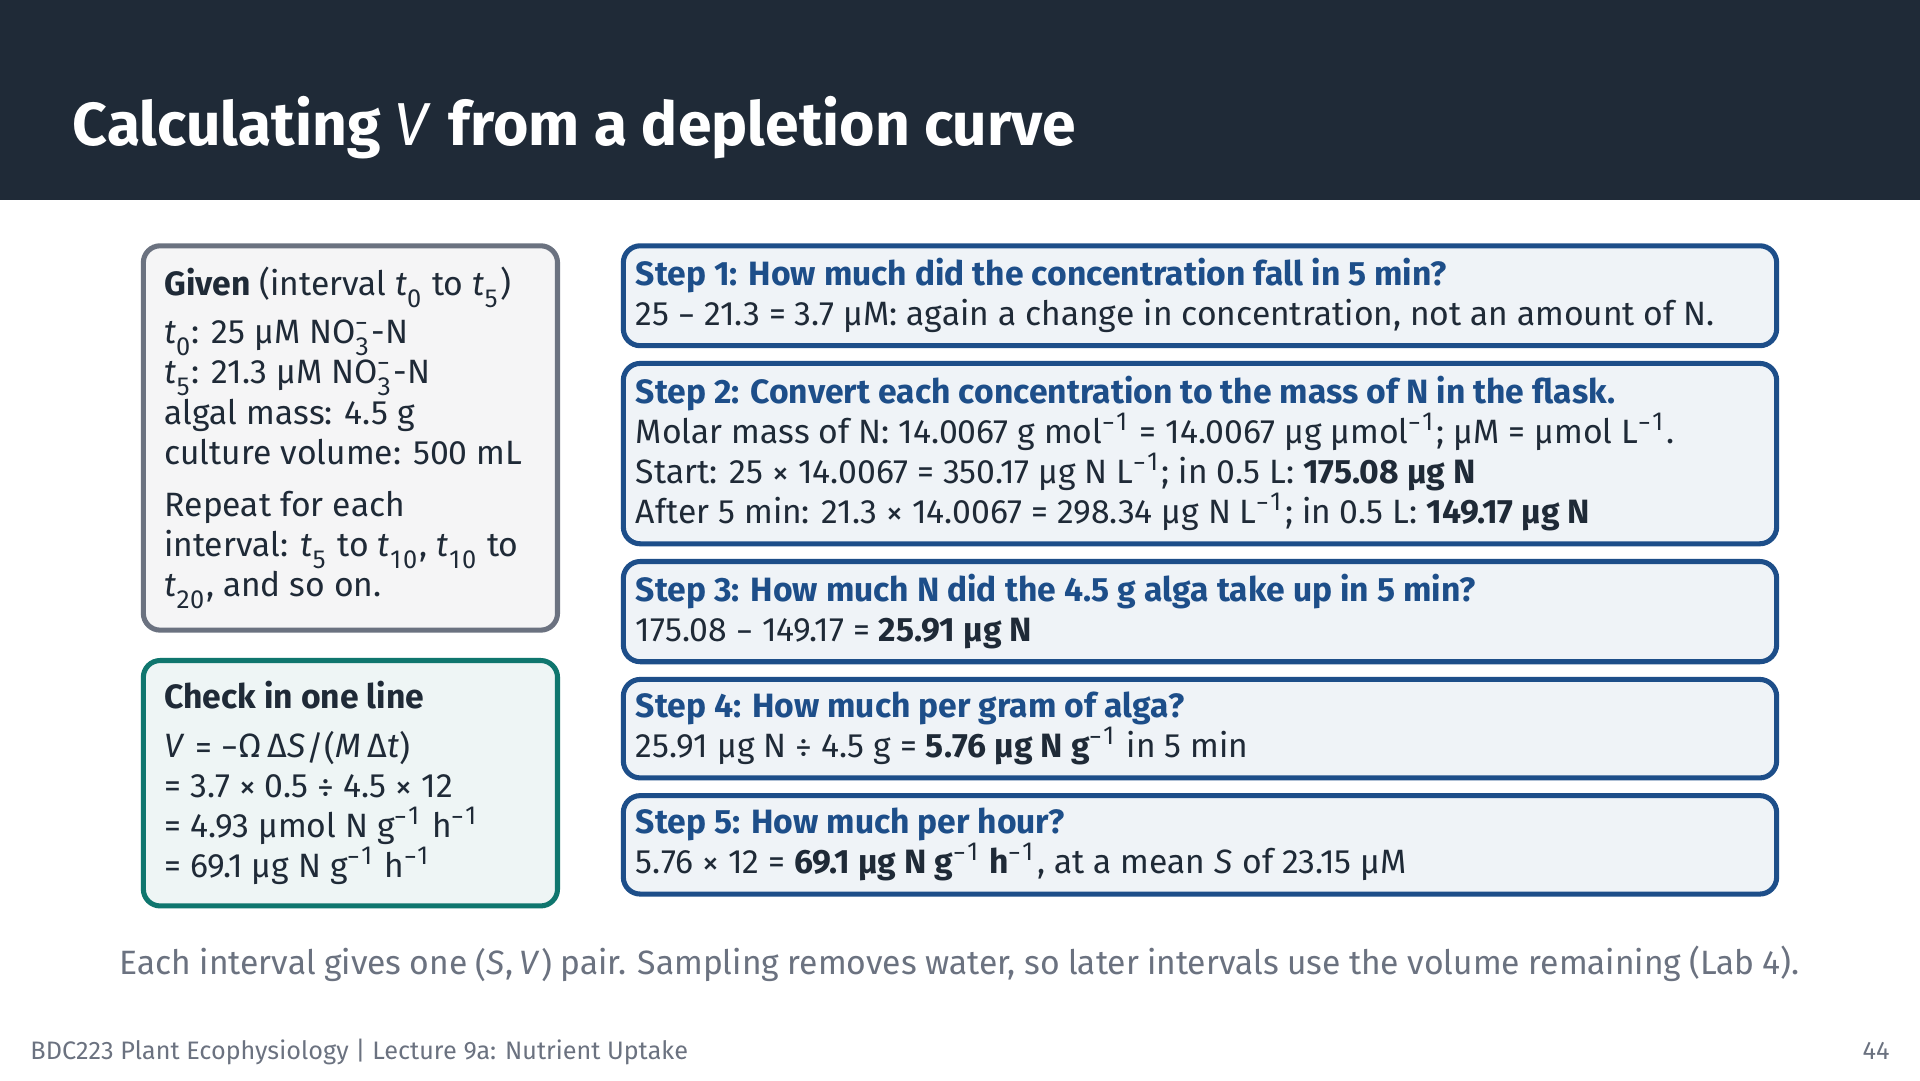 Calculating V from a depletion curve
Given (interval t₀ to t₅)
t₀: 25 µM NO₃⁻-N
t₅: 21.3 µM NO₃⁻-N
algal mass: 4.5 g
culture volume: 500 mL
Repeat for each
interval: t₅ to t₁₀, t₁₀ to
t₂₀, and so on.
Check in one line
V = −Ω ΔS/(M Δt)
= 3.7 × 0.5 ÷ 4.5 × 12
= 4.93 µmol N g⁻¹ h⁻¹
= 69.1 µg N g⁻¹ h⁻¹
Step 1: How much did the concentration fall in 5 min?
25 − 21.3 = 3.7 µM: again a change in concentration, not an amount of N.
Step 2: Convert each concentration to the mass of N in the flask.
Molar mass of N: 14.0067 g mol⁻¹ = 14.0067 µg µmol⁻¹; µM = µmol L⁻¹.
Start: 25 × 14.0067 = 350.17 µg N L⁻¹; in 0.5 L: 175.08 µg N
After 5 min: 21.3 × 14.0067 = 298.34 µg N L⁻¹; in 0.5 L: 149.17 µg N
Step 3: How much N did the 4.5 g alga take up in 5 min?
175.08 − 149.17 = 25.91 µg N
Step 4: How much per gram of alga?
25.91 µg N ÷ 4.5 g = 5.76 µg N g⁻¹ in 5 min
Step 5: How much per hour?
5.76 × 12 = 69.1 µg N g⁻¹ h⁻¹, at a mean S of 23.15 µM
Each interval gives one (S, V) pair. Sampling removes water, so later intervals use the volume remaining (Lab 4).
BDC223 Plant Ecophysiology | Lecture 9a: Nutrient Uptake
44